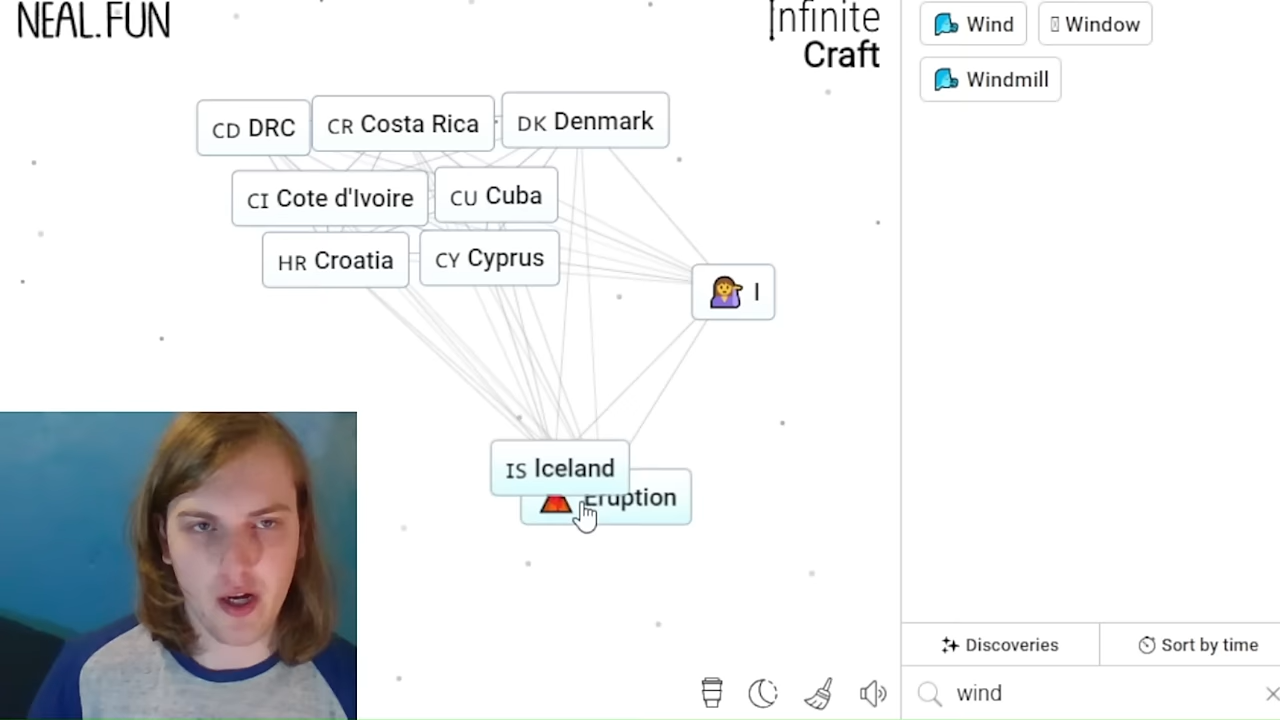 NEAL.FUN
Infinite
Craft
CD DRC
CR Costa Rica
DK Denmark
CI Cote d'Ivoire
CU Cuba
HR Croatia
CY Cyprus
I
IS Iceland
Eruption
Wind
Window
Windmill
Discoveries
Sort by time
wind